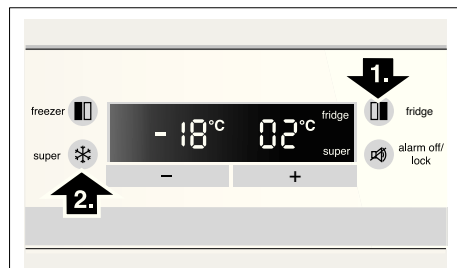 1.
freezer
- 18°C 02°C
fridge
fridge
super
super
alarm off/
lock
− +
2.